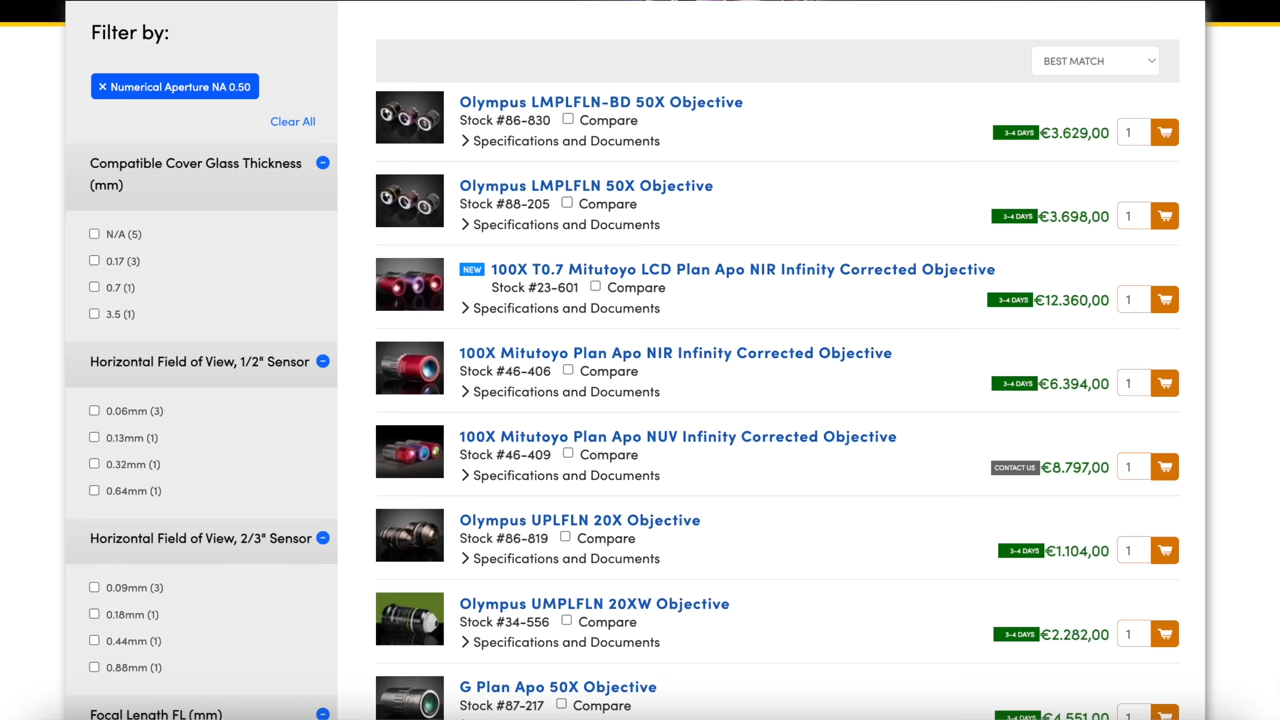 Filter by:
✕ Numerical Aperture NA 0.50
Clear All
Compatible Cover Glass Thickness
(mm)
N/A (5)
0.17 (3)
0.7 (1)
3.5 (1)
Horizontal Field of View, 1/2" Sensor
0.06mm (3)
0.13mm (1)
0.32mm (1)
0.64mm (1)
Horizontal Field of View, 2/3" Sensor
0.09mm (3)
0.18mm (1)
0.44mm (1)
0.88mm (1)
Focal Length FL (mm)
BEST MATCH
Olympus LMPLFLN-BD 50X Objective
Stock #86-830 Compare
Specifications and Documents
3-4 DAYS €3.629,00 1
Olympus LMPLFLN 50X Objective
Stock #88-205 Compare
Specifications and Documents
3-4 DAYS €3.698,00 1
NEW 100X T0.7 Mitutoyo LCD Plan Apo NIR Infinity Corrected Objective
Stock #23-601 Compare
Specifications and Documents
3-4 DAYS €12.360,00 1
100X Mitutoyo Plan Apo NIR Infinity Corrected Objective
Stock #46-406 Compare
Specifications and Documents
3-4 DAYS €6.394,00 1
100X Mitutoyo Plan Apo NUV Infinity Corrected Objective
Stock #46-409 Compare
Specifications and Documents
CONTACT US €8.797,00 1
Olympus UPLFLN 20X Objective
Stock #86-819 Compare
Specifications and Documents
3-4 DAYS €1.104,00 1
Olympus UMPLFLN 20XW Objective
Stock #34-556 Compare
Specifications and Documents
3-4 DAYS €2.282,00 1
G Plan Apo 50X Objective
Stock #87-217 Compare
3-4 DAYS €4.551,00 1